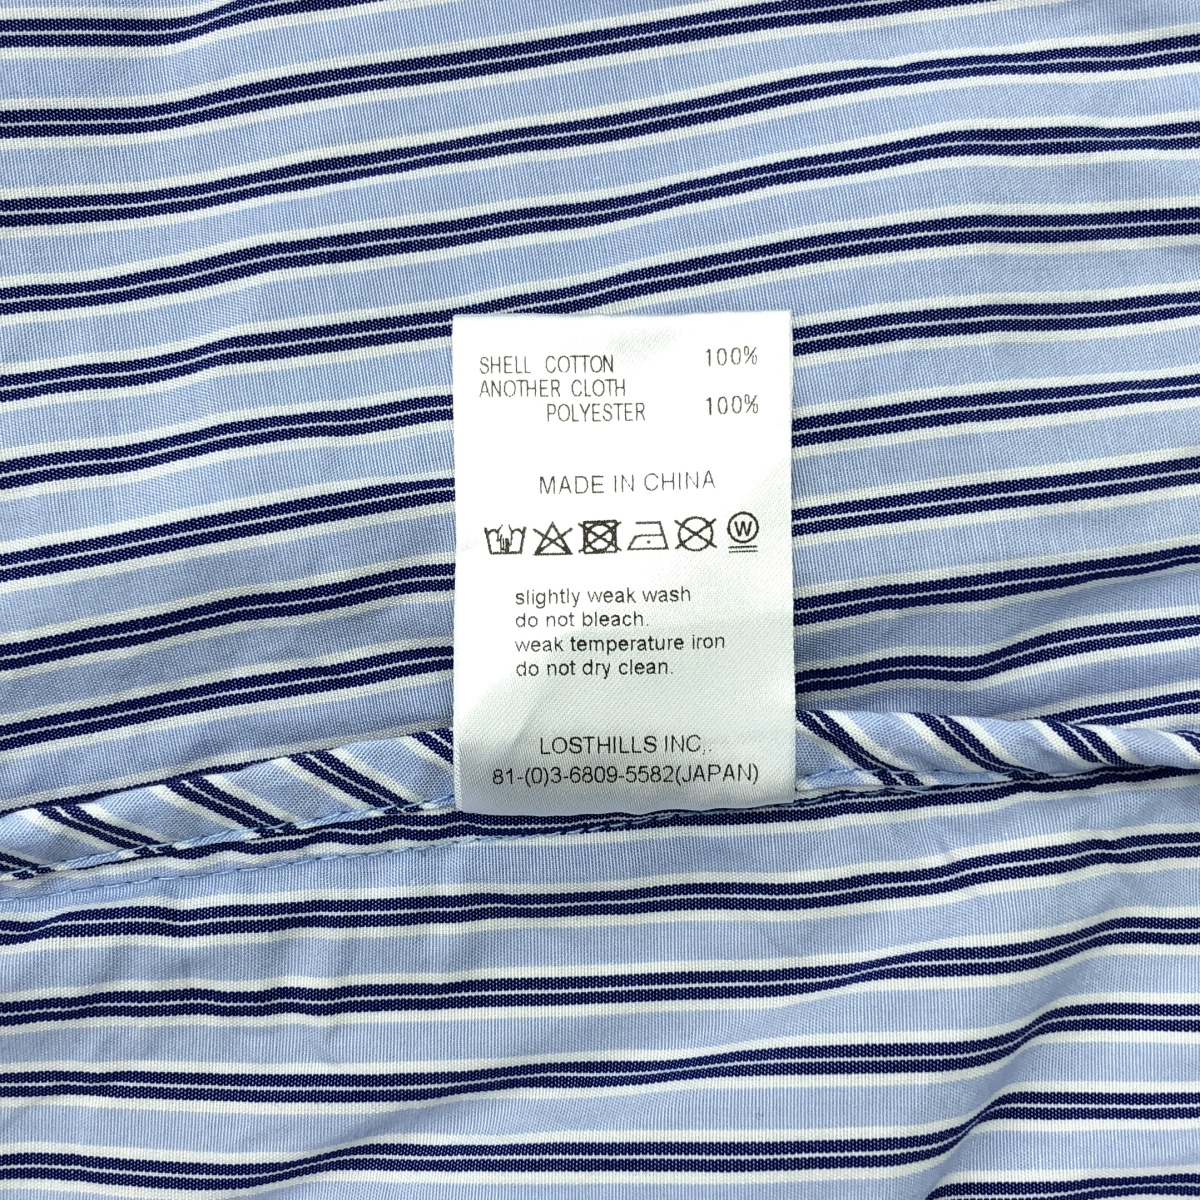 SHELL COTTON 100%
ANOTHER CLOTH
POLYESTER 100%
MADE IN CHINA
W
slightly weak wash
do not bleach.
weak temperature iron
do not dry clean.
LOSTHILLS INC,.
81-(0)3-6809-5582(JAPAN)